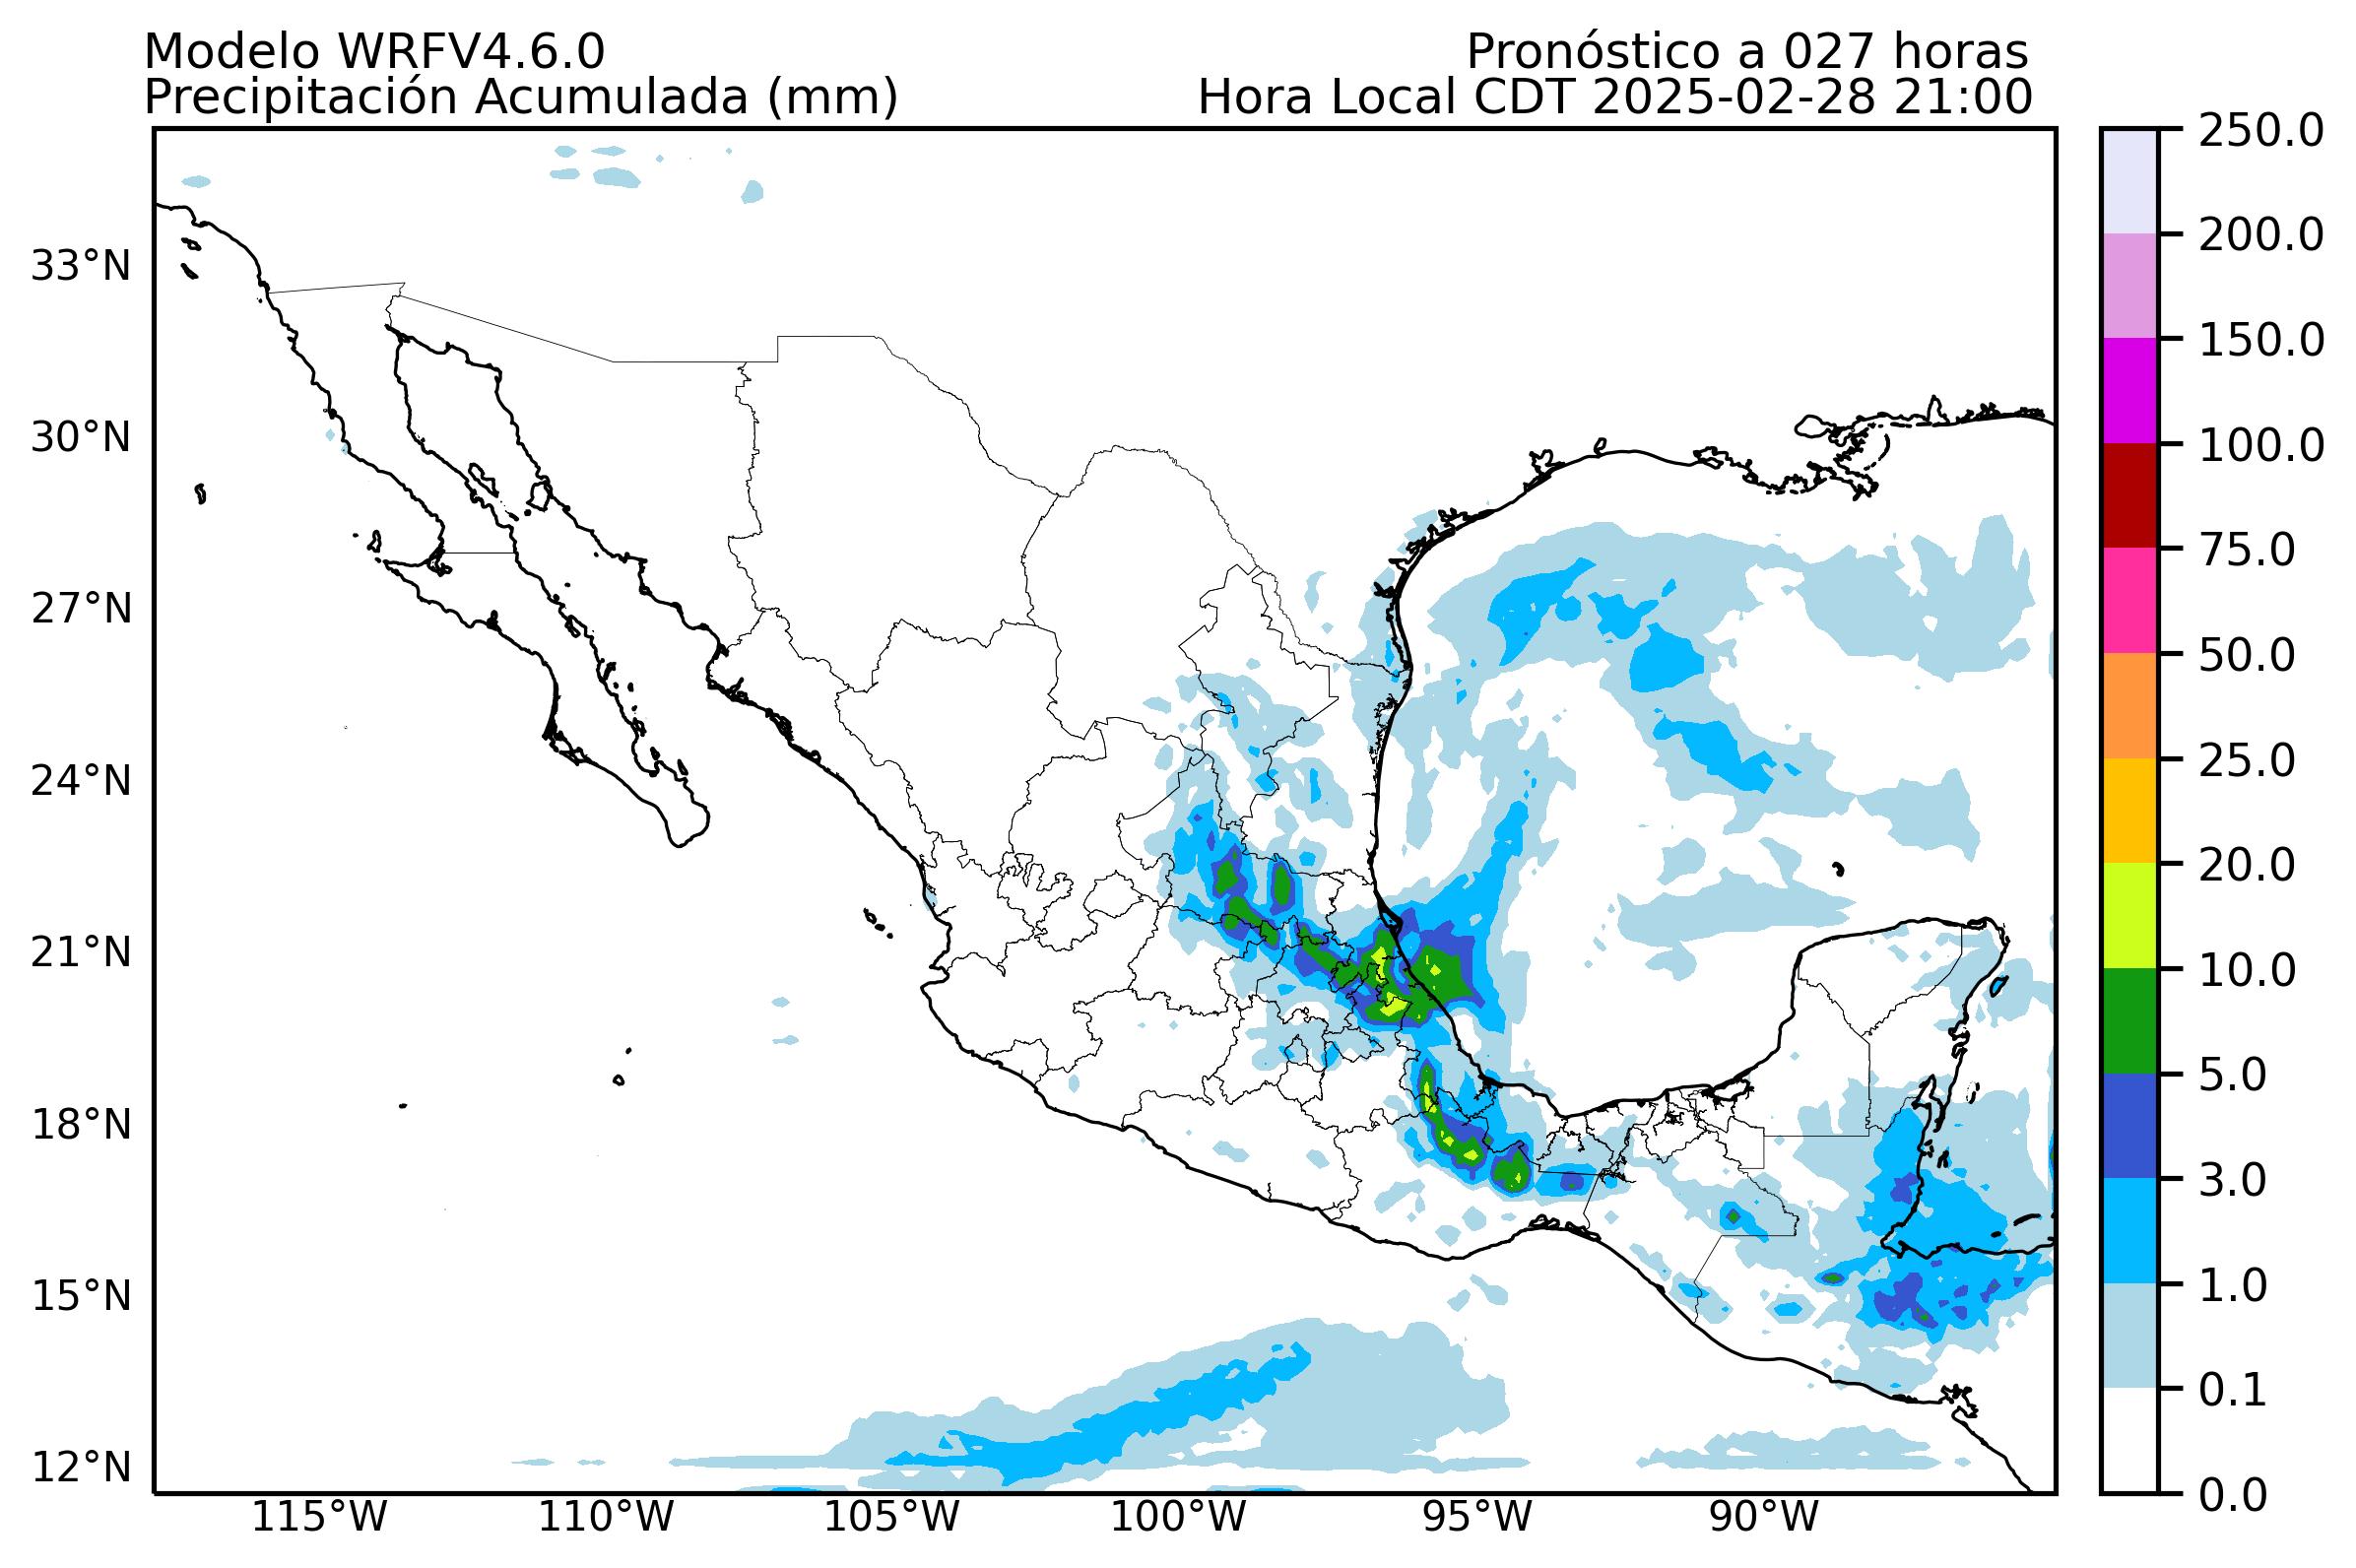 Modelo WRFV4.6.0
Pronóstico a 027 horas
Precipitación Acumulada (mm)
Hora Local CDT 2025-02-28 21:00
33°N
30°N
27°N
24°N
21°N
18°N
15°N
12°N
115°W
110°W
105°W
100°W
95°W
90°W
250.0
200.0
150.0
100.0
75.0
50.0
25.0
20.0
10.0
5.0
3.0
1.0
0.1
0.0